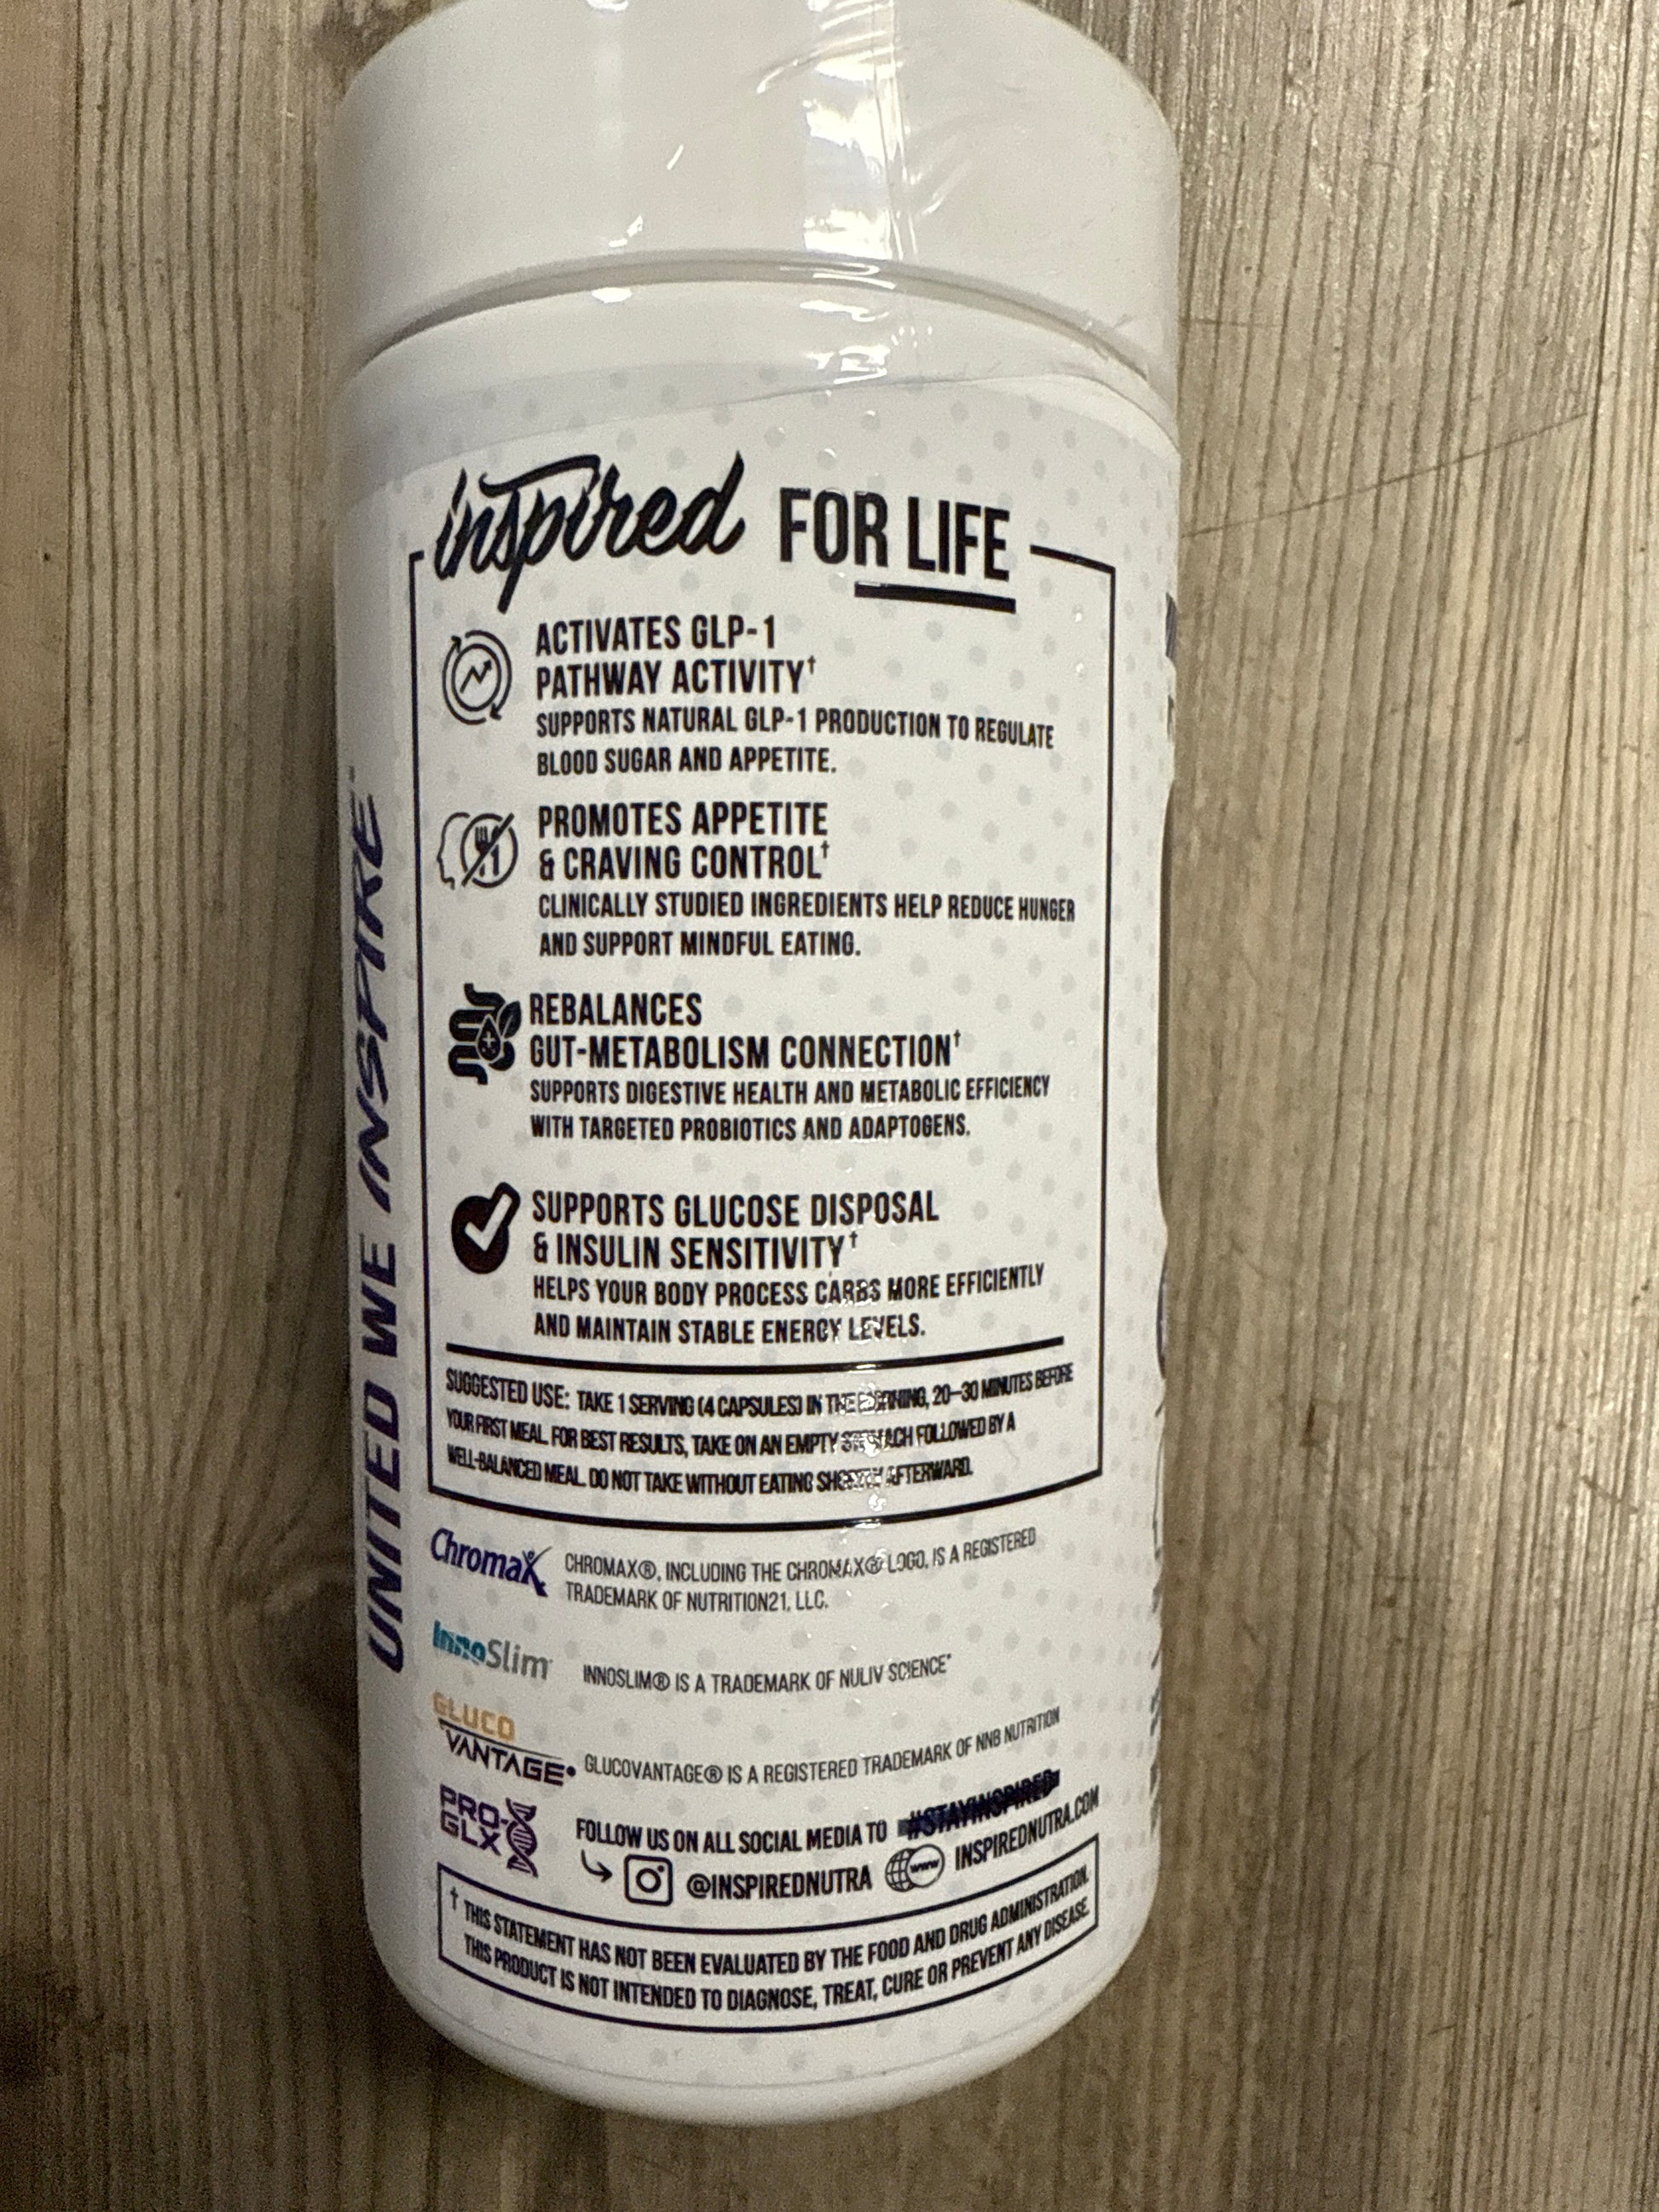 inspired FOR LIFE
ACTIVATES GLP-1
PATHWAY ACTIVITY†
SUPPORTS NATURAL GLP-1 PRODUCTION TO REGULATE
BLOOD SUGAR AND APPETITE.
PROMOTES APPETITE
& CRAVING CONTROL†
CLINICALLY STUDIED INGREDIENTS HELP REDUCE HUNGER
AND SUPPORT MINDFUL EATING.
REBALANCES
GUT-METABOLISM CONNECTION†
SUPPORTS DIGESTIVE HEALTH AND METABOLIC EFFICIENCY
WITH TARGETED PROBIOTICS AND ADAPTOGENS.
SUPPORTS GLUCOSE DISPOSAL
& INSULIN SENSITIVITY†
HELPS YOUR BODY PROCESS CARBS MORE EFFICIENTLY
AND MAINTAIN STABLE ENERGY LEVELS.
SUGGESTED USE: TAKE 1 SERVING (4 CAPSULES) IN THE MORNING, 20–30 MINUTES BEFORE
YOUR FIRST MEAL. FOR BEST RESULTS, TAKE ON AN EMPTY STOMACH FOLLOWED BY A
WELL-BALANCED MEAL. DO NOT TAKE WITHOUT EATING SHORTLY AFTERWARD.
UNITED WE INSPIRE
ChromaX
CHROMAX®, INCLUDING THE CHROMAX® LOGO, IS A REGISTERED
TRADEMARK OF NUTRITION21, LLC.
InnoSlim
INNOSLIM® IS A TRADEMARK OF NULIV SCIENCE"
GLUCO
VANTAGE
GLUCOVANTAGE® IS A REGISTERED TRADEMARK OF NNB NUTRITION
PRO-
GLX
FOLLOW US ON ALL SOCIAL MEDIA TO #STAYINSPIRED
@INSPIREDNUTRA www INSPIREDNUTRA.COM
† THIS STATEMENT HAS NOT BEEN EVALUATED BY THE FOOD AND DRUG ADMINISTRATION.
THIS PRODUCT IS NOT INTENDED TO DIAGNOSE, TREAT, CURE OR PREVENT ANY DISEASE.